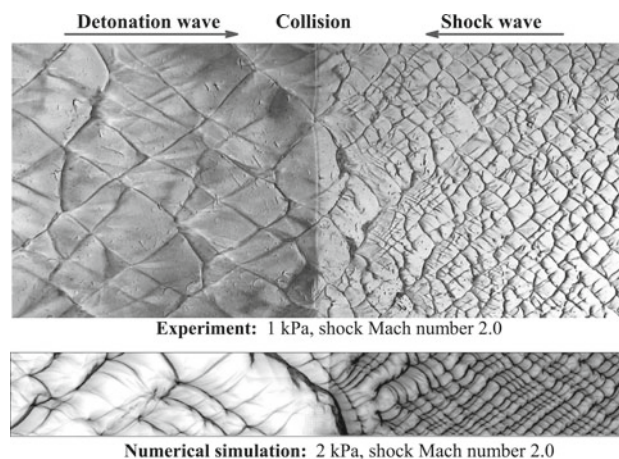 Detonation wave Collision Shock wave
Experiment: 1 kPa, shock Mach number 2.0
Numerical simulation: 2 kPa, shock Mach number 2.0